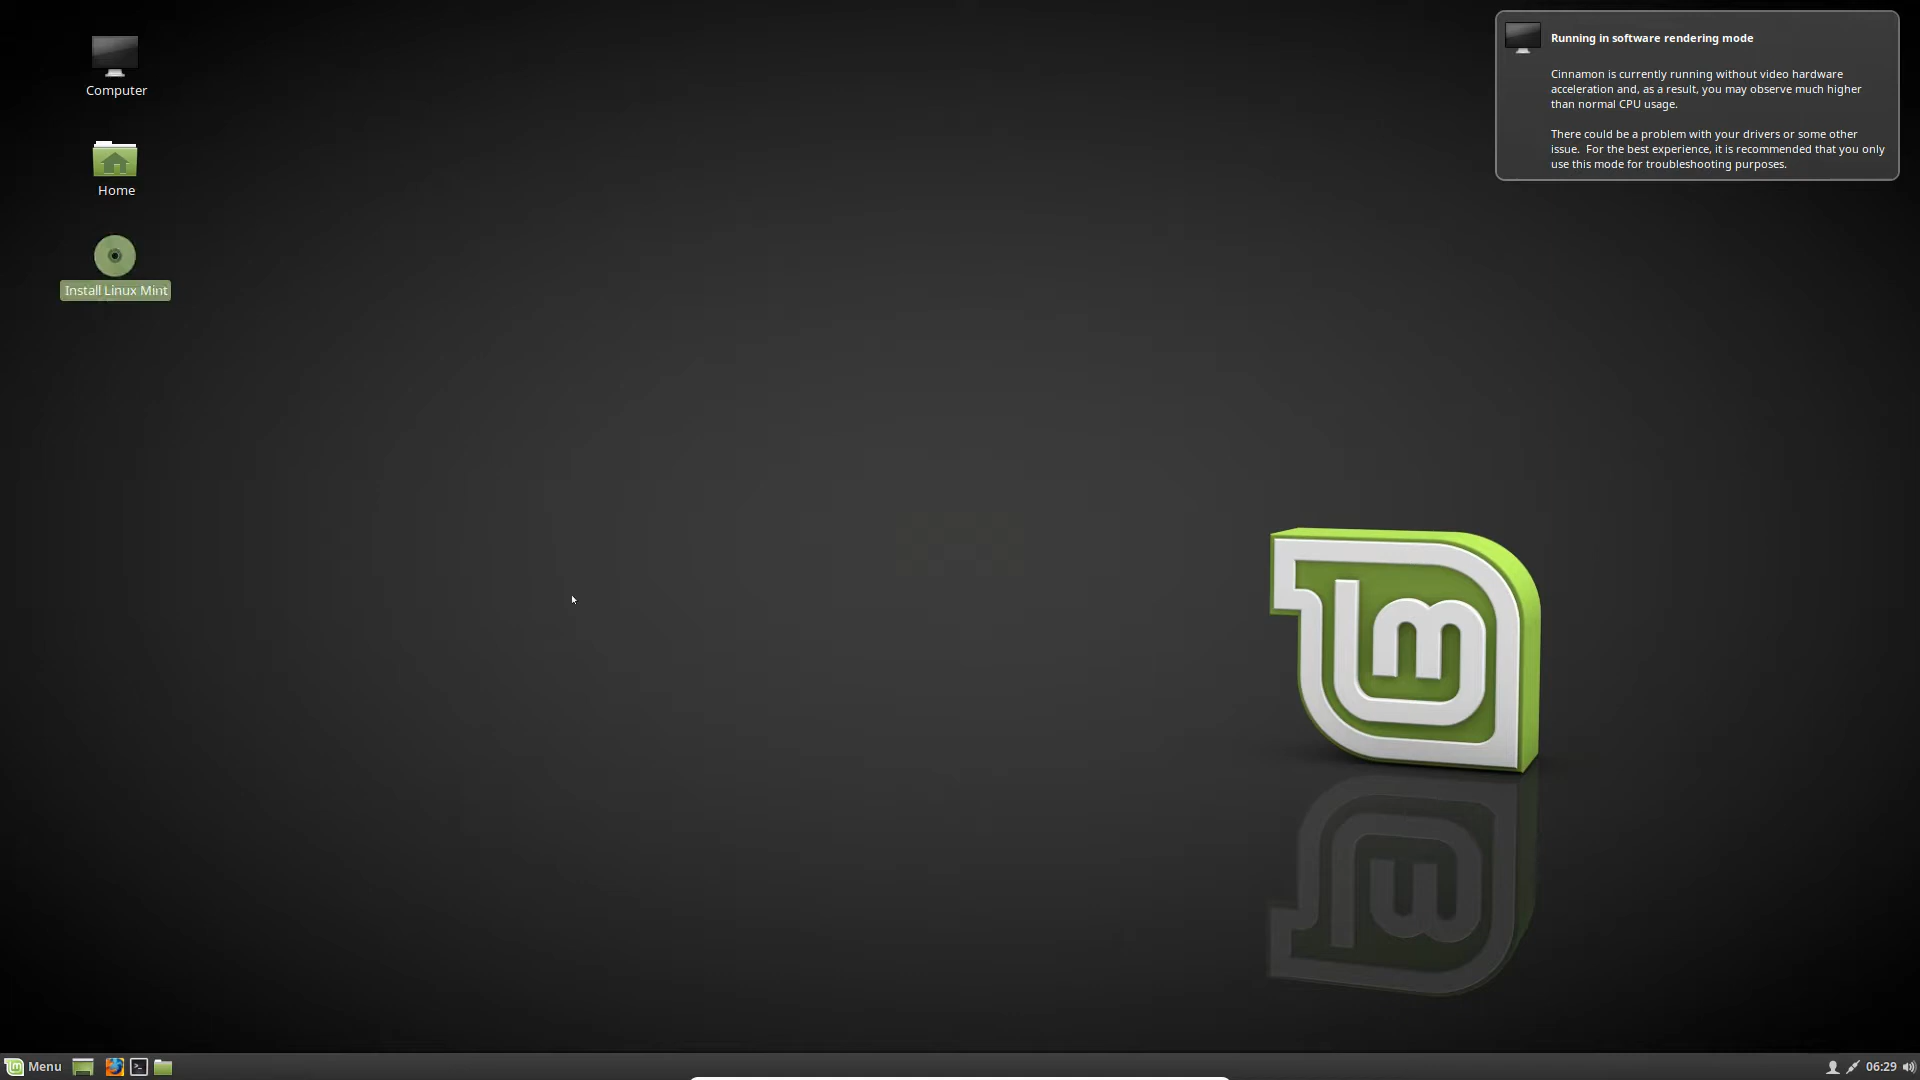 Computer
Home
Install Linux Mint
Running in software rendering mode
Cinnamon is currently running without video hardware
acceleration and, as a result, you may observe much higher
than normal CPU usage.
There could be a problem with your drivers or some other
issue.  For the best experience, it is recommended that you only
use this mode for troubleshooting purposes.
lm
Menu
06:29